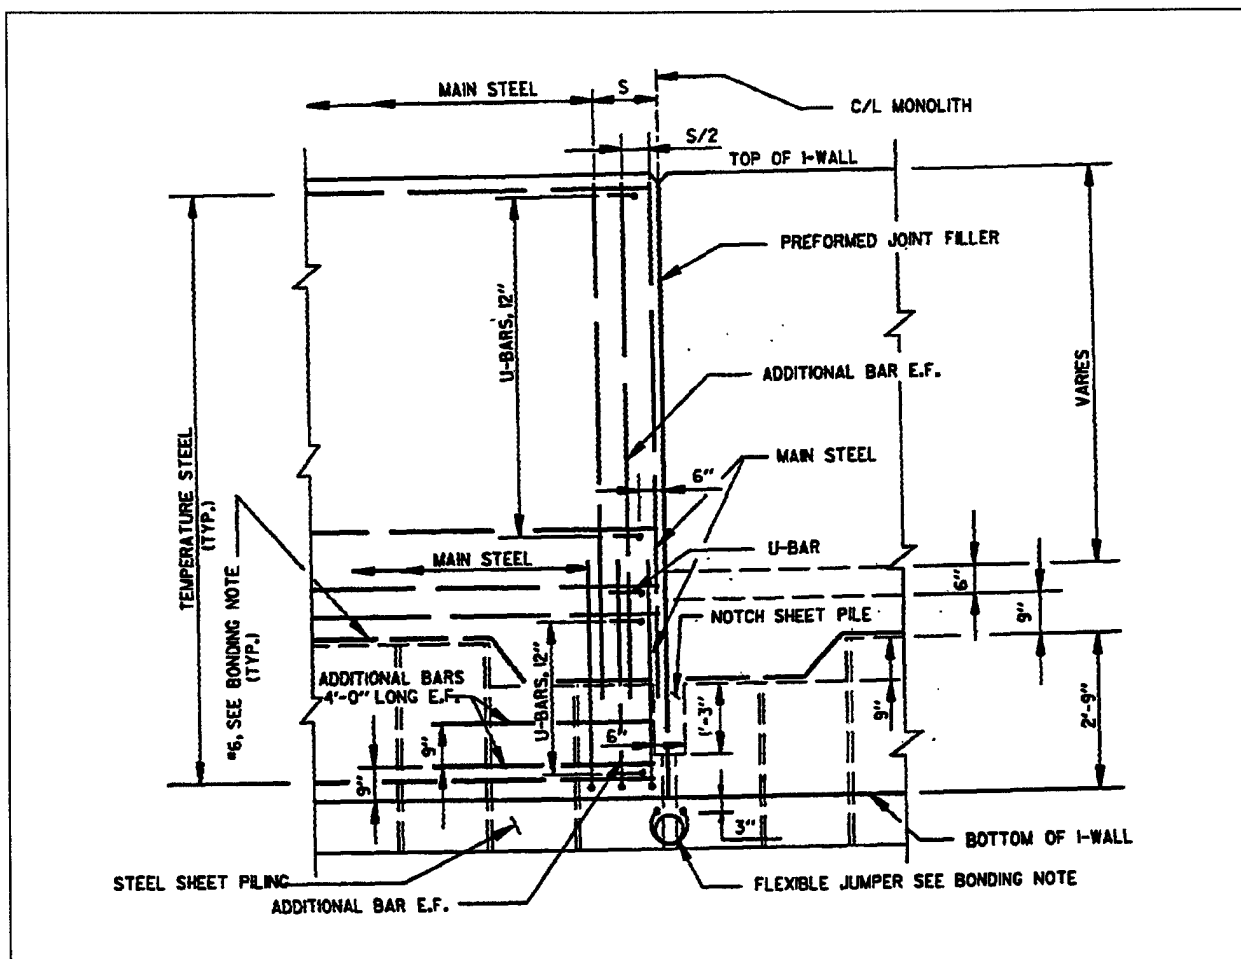 MAIN STEEL
S
C/L MONOLITH
S/2
TOP OF I-WALL
PREFORMED JOINT FILLER
U-BARS, 12"
ADDITIONAL BAR E.F.
VARIES
TEMPERATURE STEEL
(TYP.)
#6, SEE BONDING NOTE
(TYP.)
MAIN STEEL
6"
U-BAR
MAIN STEEL
6"
9"
NOTCH SHEET PILE
ADDITIONAL BARS
4'-0" LONG E.F.
U-BARS, 12"
6"
1'-3"
9"
2'-9"
9"
9"
3"
BOTTOM OF I-WALL
STEEL SHEET PILING
FLEXIBLE JUMPER SEE BONDING NOTE
ADDITIONAL BAR E.F.